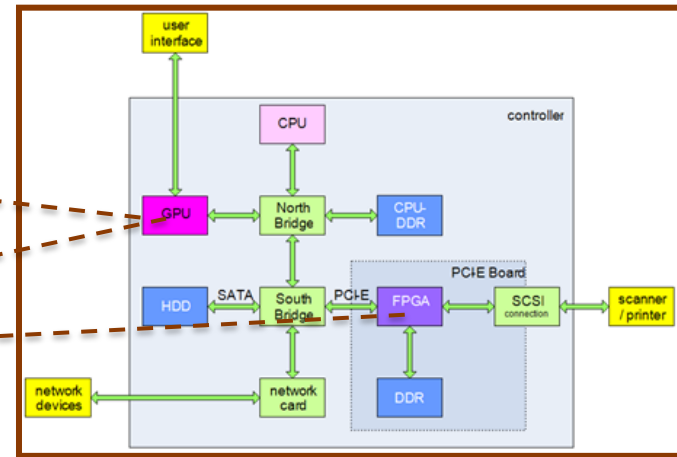 user
interface
controller
CPU
GPU
North
Bridge
CPU-
DDR
PCI-E Board
HDD
SATA
South
Bridge
PCI-E
FPGA
SCSI
connection
scanner
/ printer
network
devices
network
card
DDR